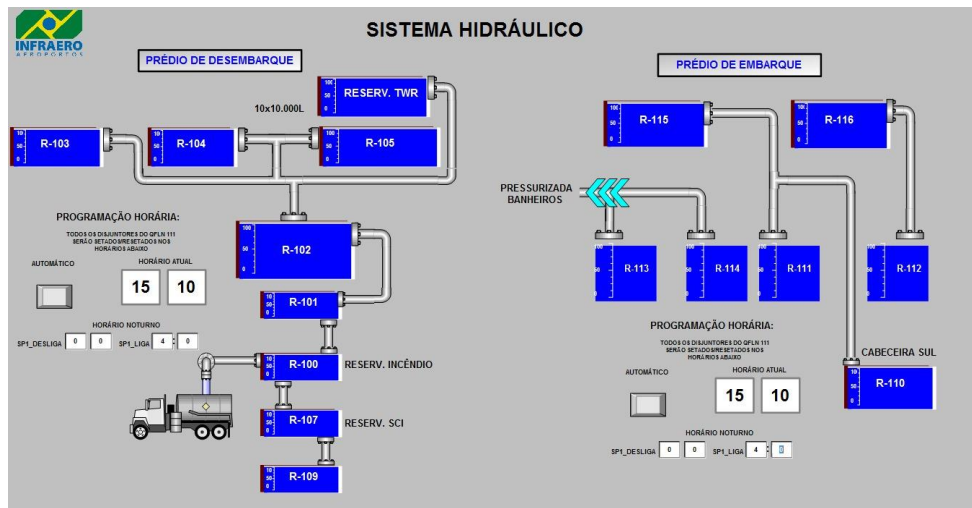 INFRAERO
AEROPORTOS
SISTEMA HIDRÁULICO
PRÉDIO DE DESEMBARQUE
PRÉDIO DE EMBARQUE
RESERV. TWR
10x10.000L
R-103
R-104
R-105
R-102
R-101
PROGRAMAÇÃO HORÁRIA:
TODOS OS DISJUNTORES DO QFLN 111
SERÃO SETADOS/RESETADOS NOS
HORÁRIOS ABAIXO
AUTOMÁTICO
HORÁRIO ATUAL
15 10
HORÁRIO NOTURNO
SP1_DESLIGA 0 0 SP1_LIGA 4 : 0
R-100
RESERV. INCÊNDIO
R-107
RESERV. SCI
R-109
R-115
R-116
PRESSURIZADA
BANHEIROS
R-113
R-114
R-111
R-112
PROGRAMAÇÃO HORÁRIA:
TODOS OS DISJUNTORES DO QFLN 111
SERÃO SETADOS/RESETADOS NOS
HORÁRIOS ABAIXO
AUTOMÁTICO
HORÁRIO ATUAL
15 10
HORÁRIO NOTURNO
SP1_DESLIGA 0 0 SP1_LIGA 4 : 0
CABECEIRA SUL
R-110